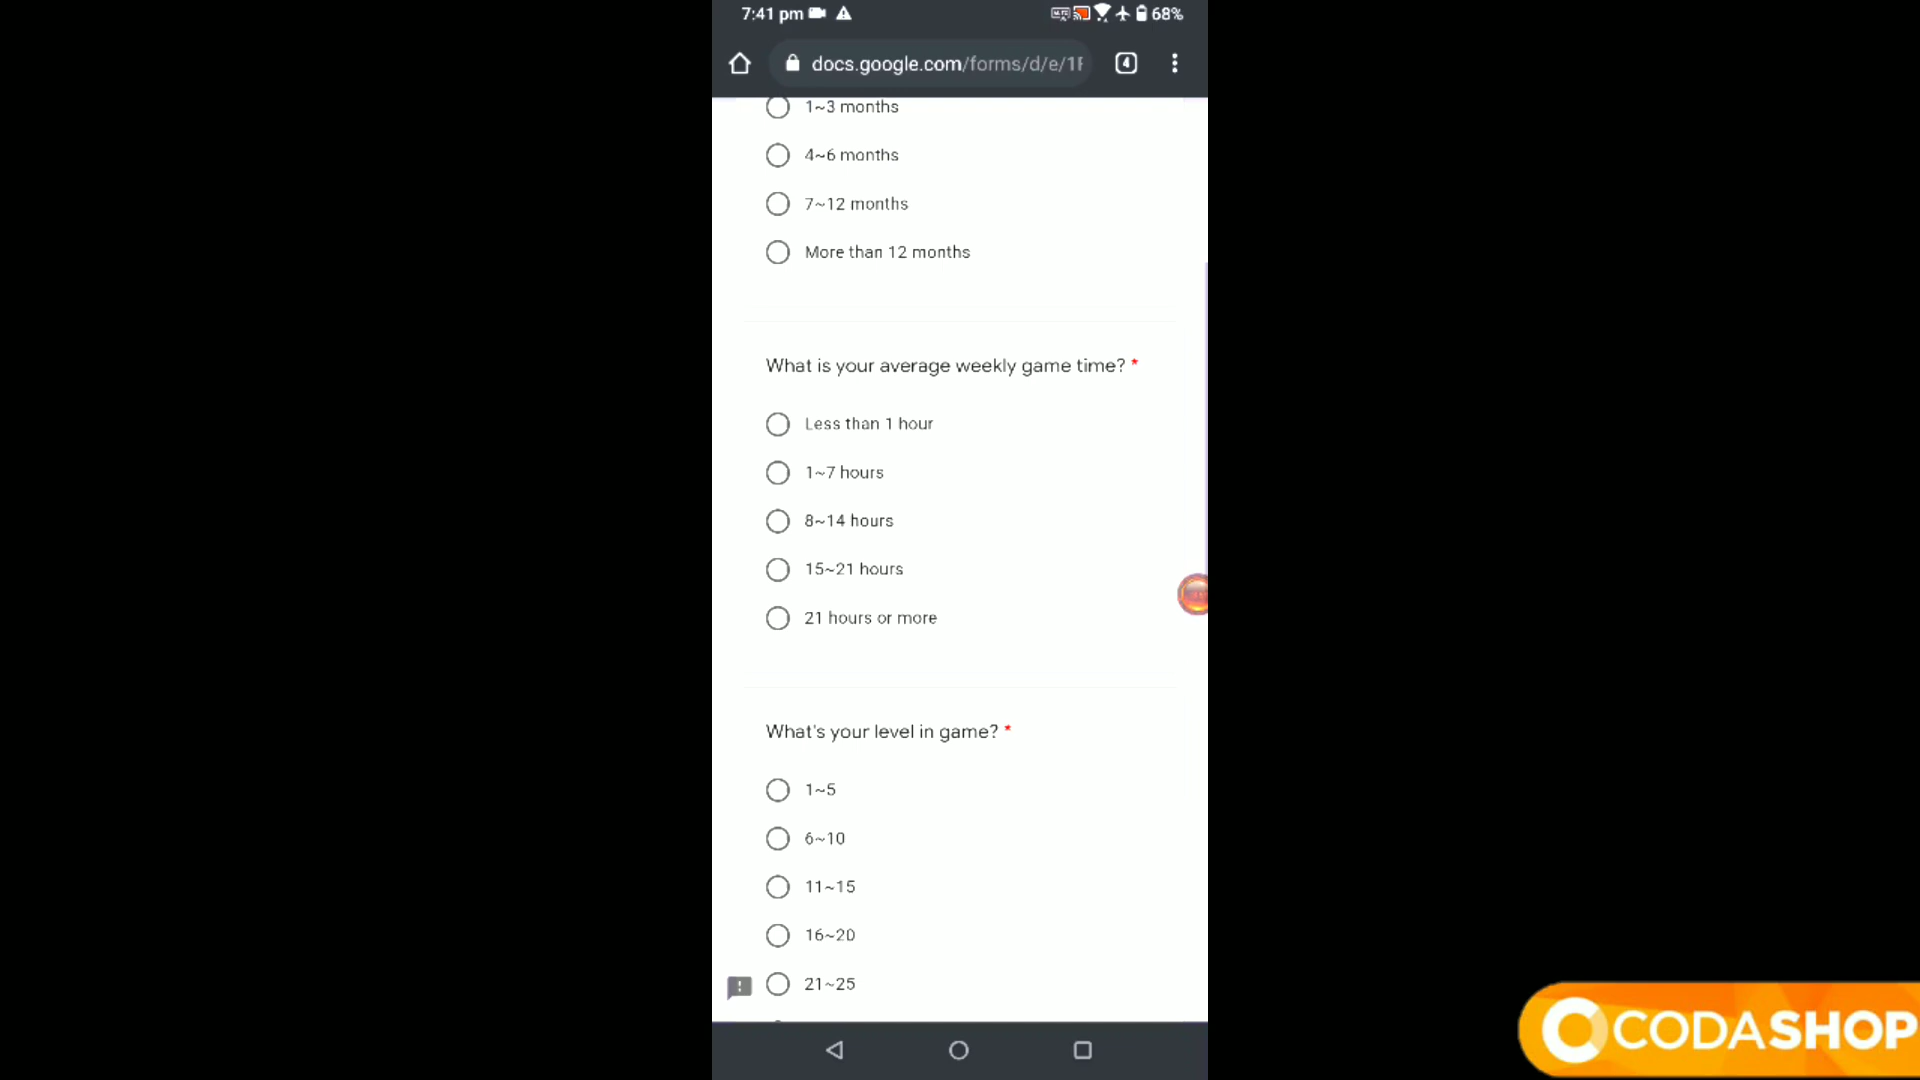 7:41 pm 68%
docs.google.com/forms/d/e/1F 4
1~3 months
4~6 months
7~12 months
More than 12 months
What is your average weekly game time? *
Less than 1 hour
1~7 hours
8~14 hours
15~21 hours
21 hours or more
What's your level in game? *
1~5
6~10
11~15
16~20
21~25
CODASHOP